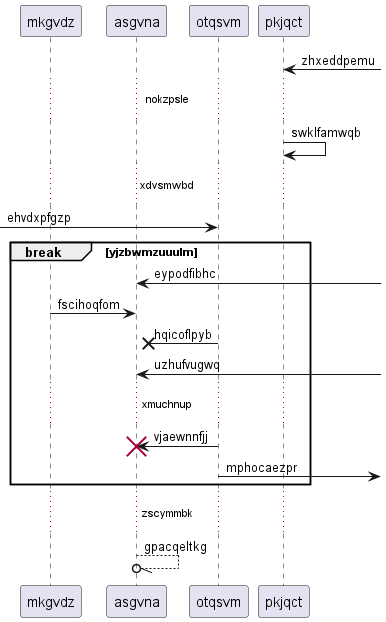 mkgvdz asgvna otqsvm pkjqct
zhxeddpemu
nokzpsle
swklfamwqb
xdvsmwbd
ehvdxpfgzp
break [yjzbwmzuuulm]
eypodfibhc
fscihoqfom
hqicoflpyb
uzhufvugwq
xmuchnup
vjaewnnfjj
mphocaezpr
zscymmbk
gpacqeltkg
mkgvdz asgvna otqsvm pkjqct